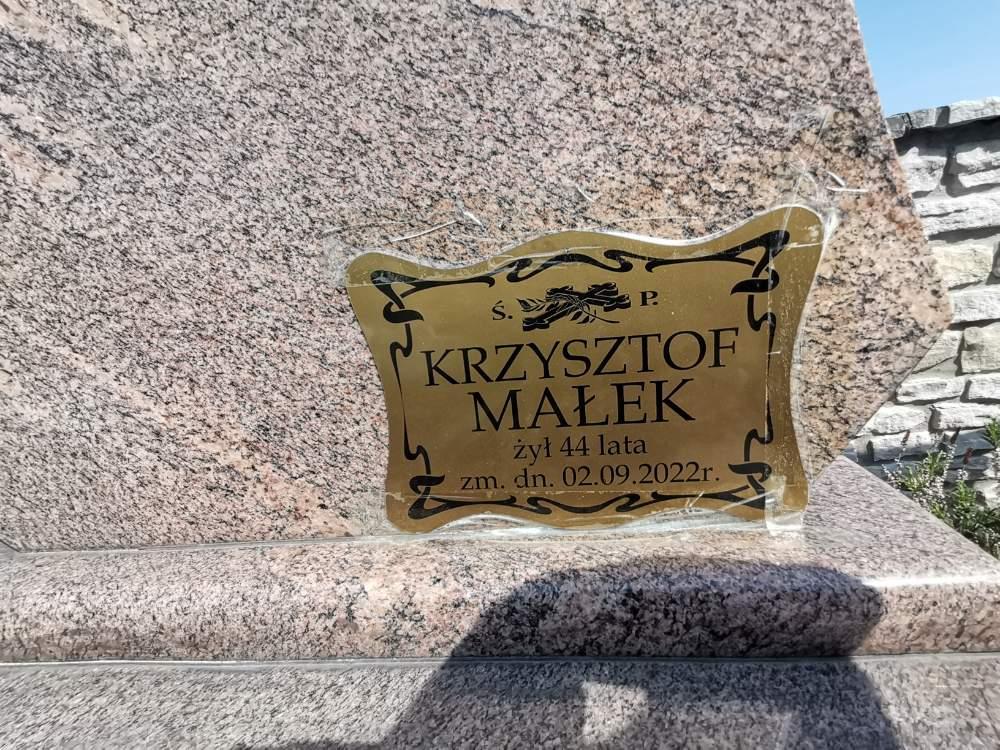 Ś. P.
KRZYSZTOF
MAŁEK
żył 44 lata
zm. dn. 02.09.2022r.